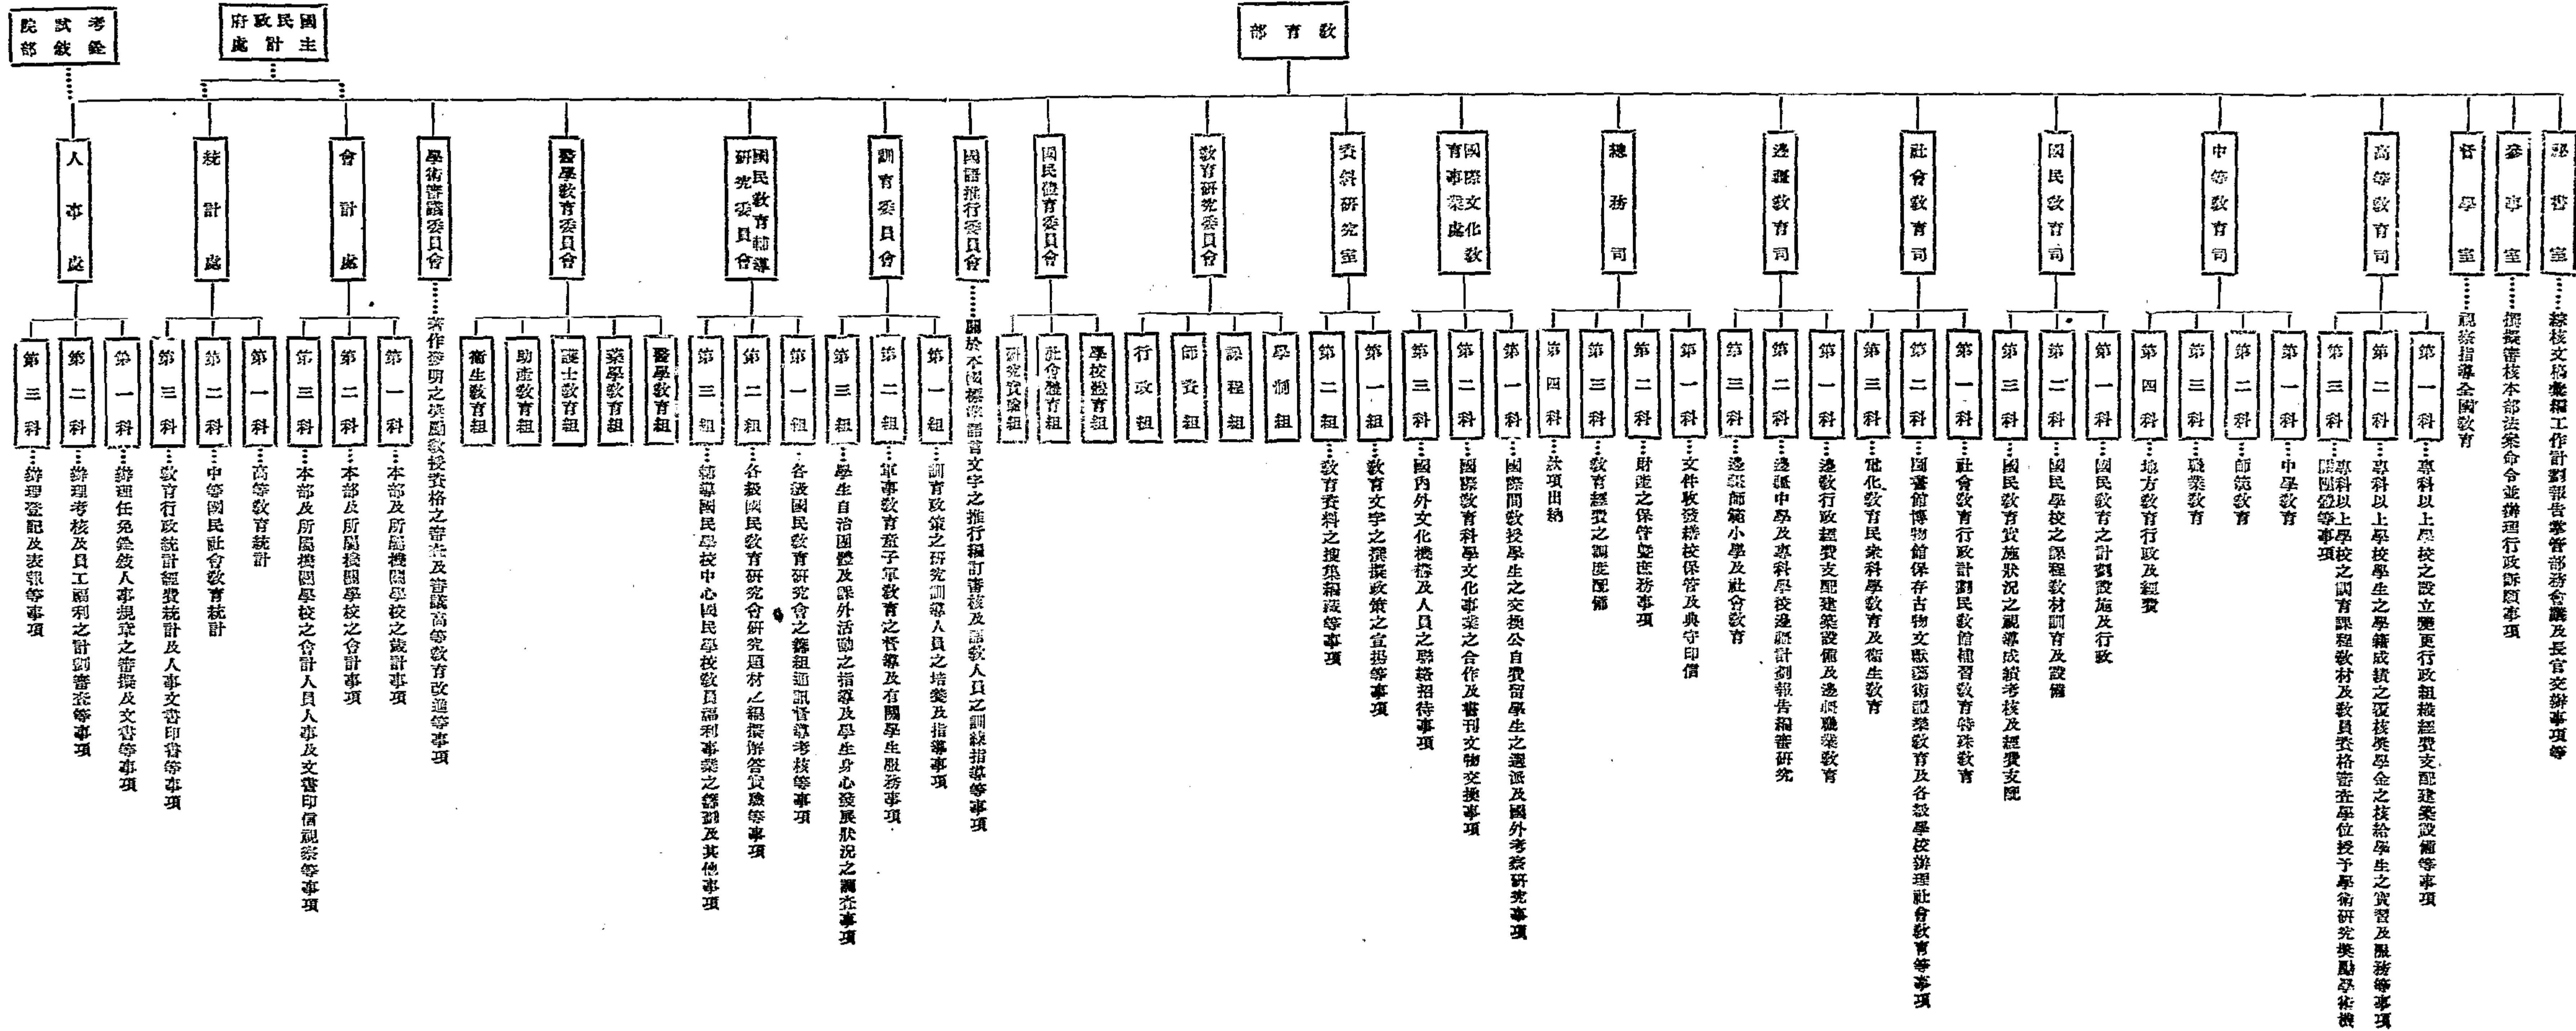 教育部
國民政府
主計處
考試院
銓敘部
祕書室
綜核文稿彙編工作計劃報告掌管部務會議及長官交辦事項等
參事室
撰擬審核本部法案命令並辦理行政訴願事項
督學室
視察指導全國教育
高等教育司
第一科
專科以上學校之設立變更行政組織經費支配建築設備等事項
第二科
專科以上學校學生之學籍成績之覆核獎學金之核給學生之實習及服務等事項
第三科
專科以上學校之訓育課程教材及教員資格審查學位授予學術研究獎勵學術機
關團體等事項
中等教育司
第一科
中學教育
第二科
師範教育
第三科
職業教育
第四科
地方教育行政及經費
國民教育司
第一科
國民教育之計劃設施及行政
第二科
國民學校之課程教材訓育及設備
第三科
國民教育實施狀況之視導成績考核及經費支配
社會教育司
第一科
社會教育行政計劃民教館補習教育特殊教育
第二科
圖書館博物館保存古物文獻藝術音樂教育及各級學校辦理社會教育等事項
第三科
電化教育民眾科學教育及衛生教育
邊疆教育司
第一科
邊教行政經費支配建築設備及邊疆職業教育
第二科
邊疆中學及專科學校邊疆計劃報告編審研究
第三科
邊疆師範小學及社會教育
總務司
第一科
文件收發繕校保管及典守印信
第二科
財產之保管暨庶務事項
第三科
教育經費之調度配備
第四科
款項出納
國際文化教
育事業處
第一科
國際間教授學生之交換公自費留學生之選派及國外考察研究事項
第二科
國際教育科學文化事業之合作及書刊文物交換事項
第三科
國內外文化機構及人員之聯絡招待事項
資料研究室
第一組
教育文字之撰擬政策之宣揚等事項
第二組
教育資料之搜集編藏等事項
教育研究委員會
學制組
課程組
師資組
行政組
國民體育委員會
學校體育組
社會體育組
研究實驗組
國語推行委員會
關於本國標準語言文字之推行編訂審核及語教人員之訓練指導等事項
訓育委員會
第一組
訓育政策之研究訓導人員之培養及指導事項
第二組
軍事教育童子軍教育之督導及有關學生服務事項
第三組
學生自治團體及課外活動之指導及學生身心發展狀況之調查事項
國民教育輔導
研究委員會
第一組
各級國民教育研究會之籌組通訊督導考核等事項
第二組
各級國民教育研究會研究題材之編撰解答實驗等事項
第三組
輔導國民學校中心國民學校教員福利事業之籌劃及其他事項
醫學教育委員會
醫學教育組
藥學教育組
護士教育組
助產教育組
衛生教育組
學術審議委員會
著作發明之獎勵教授資格之審查及審議高等教育改進等事項
會計處
第一科
本部及所屬機關學校之歲計事項
第二科
本部及所屬機關學校之會計事項
第三科
本部及所屬機關學校之會計人員人事及文書印信視察等事項
統計處
第一科
高等教育統計
第二科
中等國民社會教育統計
第三科
教育行政統計經費統計及人事文書印書等事項
人事處
第一科
辦理任免銓敘人事規章之審擬及文書等事項
第二科
辦理考核及員工福利之計劃審查等事項
第三科
辦理登記及表報等事項